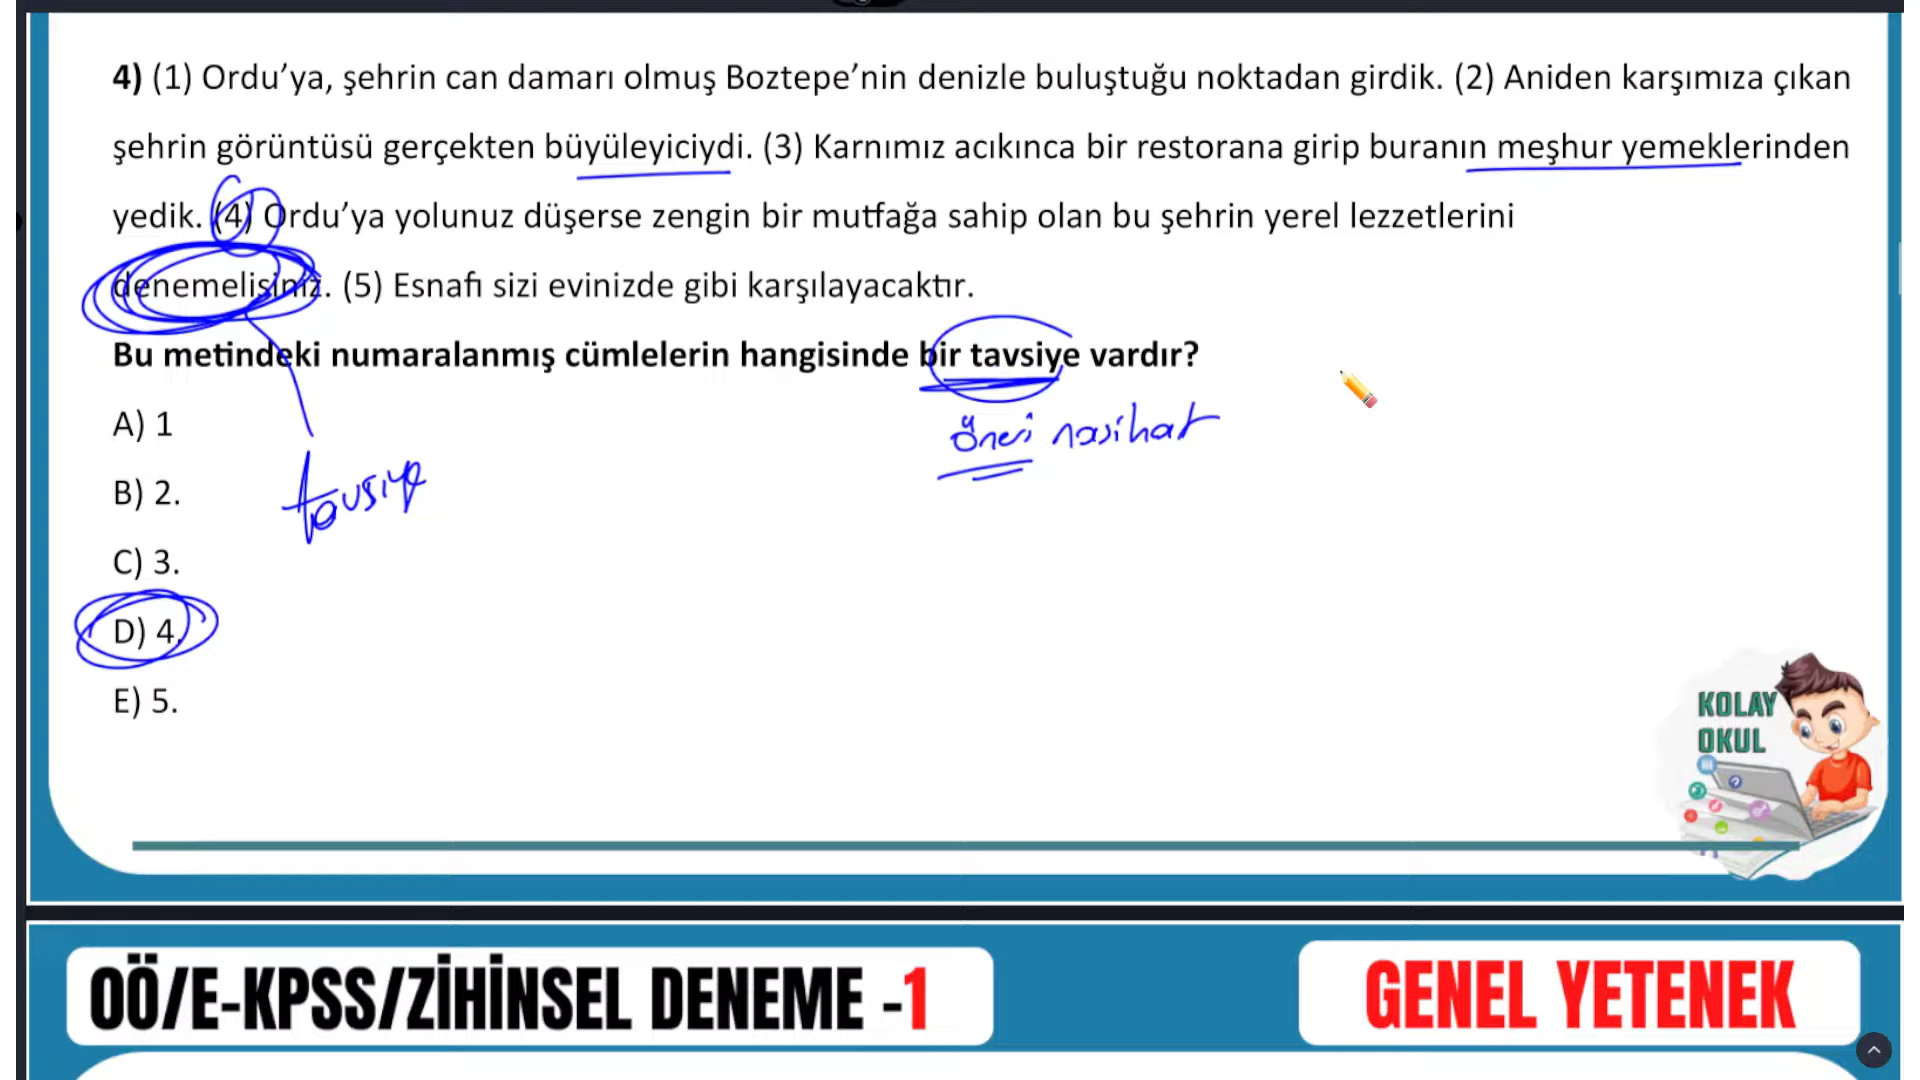 4) (1) Ordu’ya, şehrin can damarı olmuş Boztepe’nin denizle buluştuğu noktadan girdik. (2) Aniden karşımıza çıkan
şehrin görüntüsü gerçekten büyüleyiciydi. (3) Karnımız acıkınca bir restorana girip buranın meşhur yemeklerinden
yedik. (4) Ordu’ya yolunuz düşerse zengin bir mutfağa sahip olan bu şehrin yerel lezzetlerini
denemelisiniz. (5) Esnafı sizi evinizde gibi karşılayacaktır.
Bu metindeki numaralanmış cümlelerin hangisinde bir tavsiye vardır?
A) 1
öneri nasihat
B) 2.
tavsiye
C) 3.
D) 4.
E) 5.
KOLAY
OKUL
OÖ/E-KPSS/ZİHİNSEL DENEME -1
GENEL YETENEK